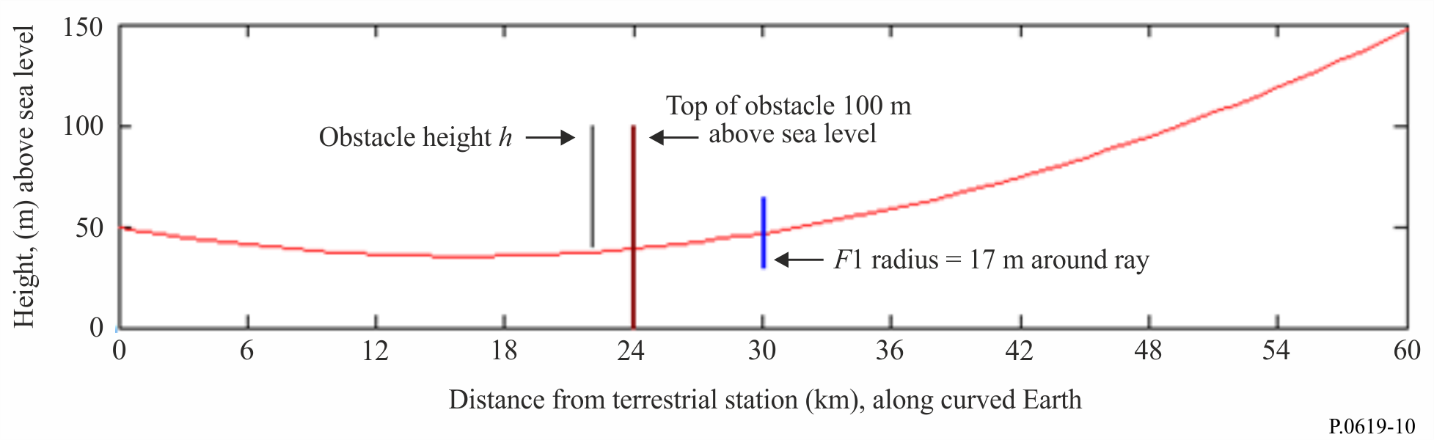 Height, (m) above sea level
150
100
50
0
Obstacle height h
Top of obstacle 100 m
above sea level
F1 radius = 17 m around ray
0 6 12 18 24 30 36 42 48 54 60
Distance from terrestrial station (km), along curved Earth
P.0619-10